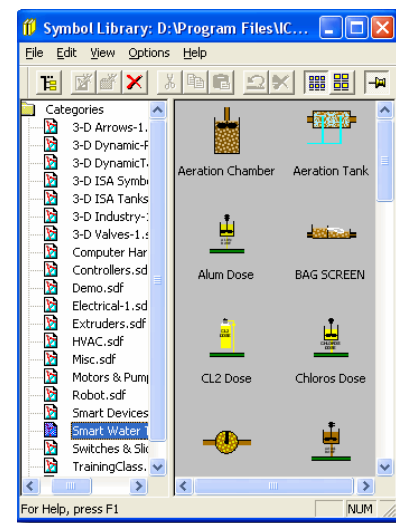 Symbol Library: D:\Program Files\IC...
File Edit View Options Help
Categories
3-D Arrows-1.
3-D Dynamic-F
3-D DynamicT.
3-D ISA Symb
3-D ISA Tanks
3-D Industry-
3-D Valves-1.s
Computer Har
Controllers.sd
Demo.sdf
Electrical-1.sd
Extruders.sdf
HVAC.sdf
Misc.sdf
Motors & Pum
Robot.sdf
Smart Devices
Smart Water T
Switches & Slid
TrainingClass.
Aeration Chamber Aeration Tank
Alum Dose BAG SCREEN
CL2 Dose Chloros Dose
For Help, press F1 NUM